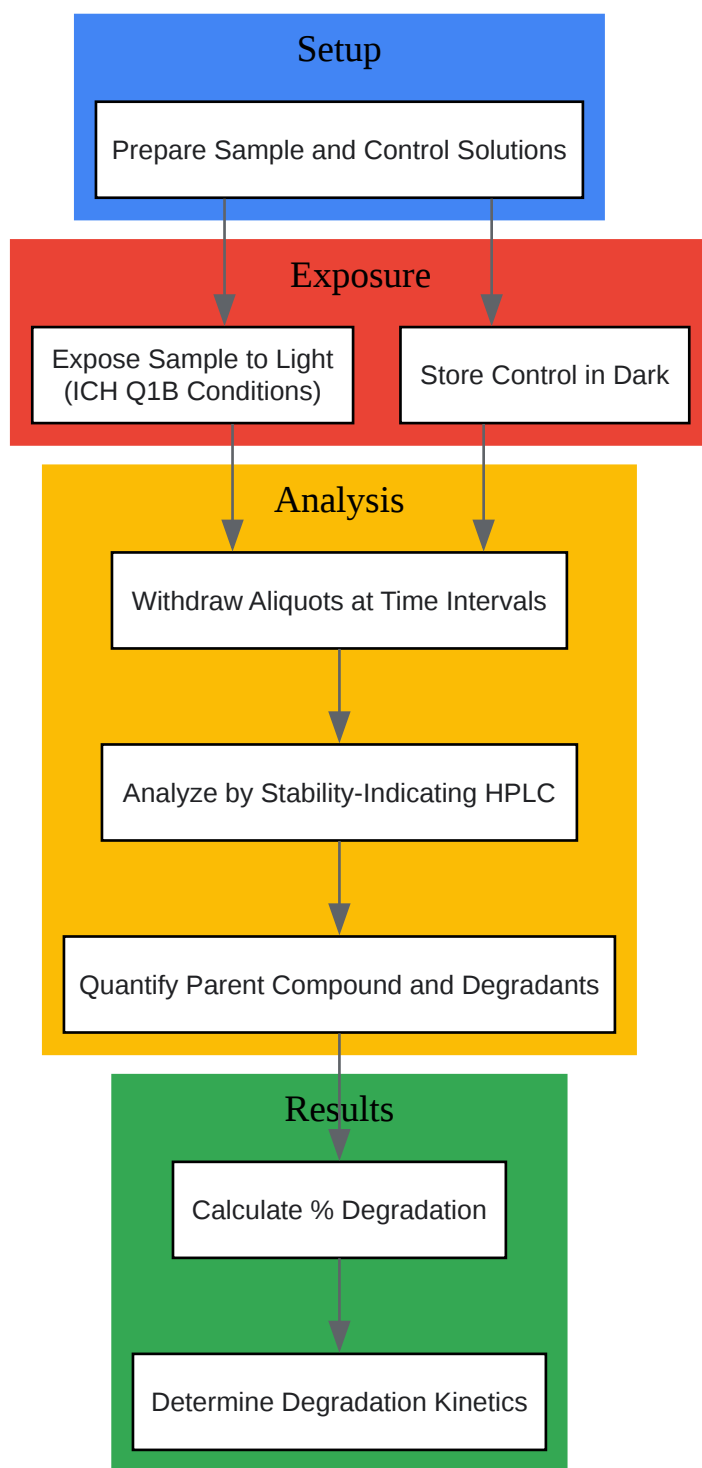 Setup
Prepare Sample and Control Solutions
Exposure
Expose Sample to Light
(ICH Q1B Conditions)
Store Control in Dark
Analysis
Withdraw Aliquots at Time Intervals
Analyze by Stability-Indicating HPLC
Quantify Parent Compound and Degradants
Results
Calculate % Degradation
Determine Degradation Kinetics